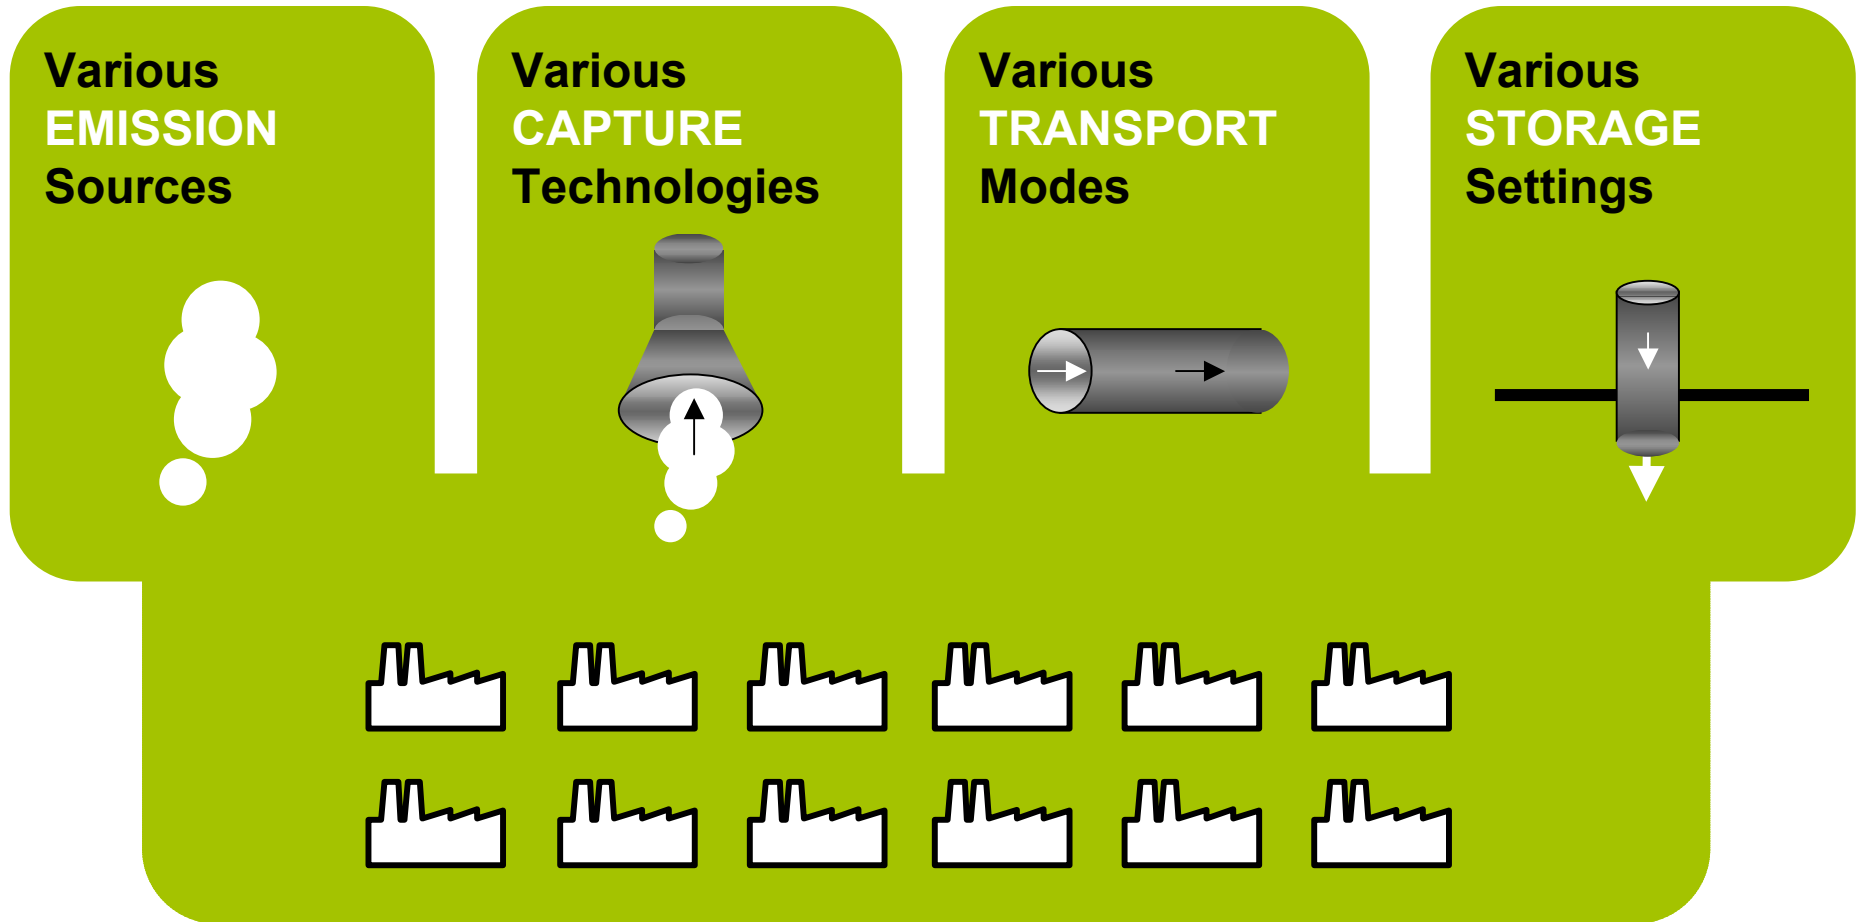 Various
EMISSION
Sources
Various
CAPTURE
Technologies
Various
TRANSPORT
Modes
Various
STORAGE
Settings